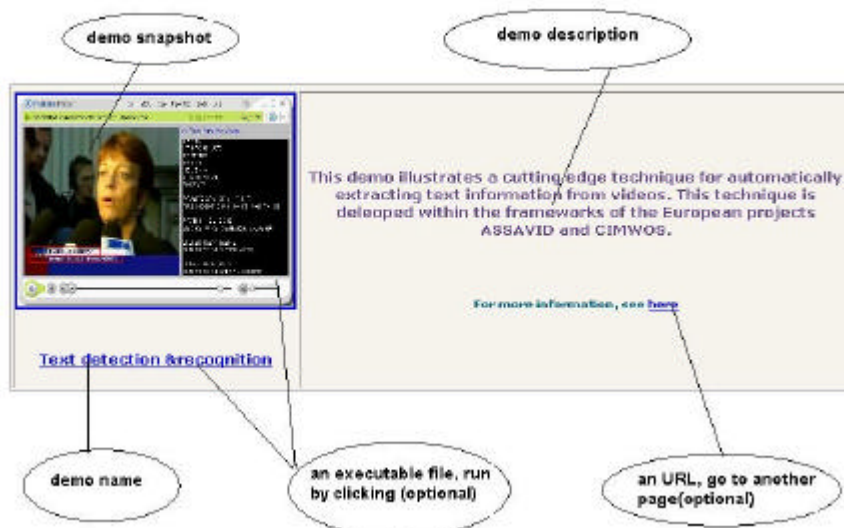 demo snapshot
demo description
This demo illustrates a cutting edge technique for automatically
extracting text information from videos. This technique is
deleoped within the frameworks of the European projects
ASSAVID and CIMWOS.
For more information, see here
Text detection &recognition
demo name
an executable file, run
by clicking (optional)
an URL, go to another
page(optional)